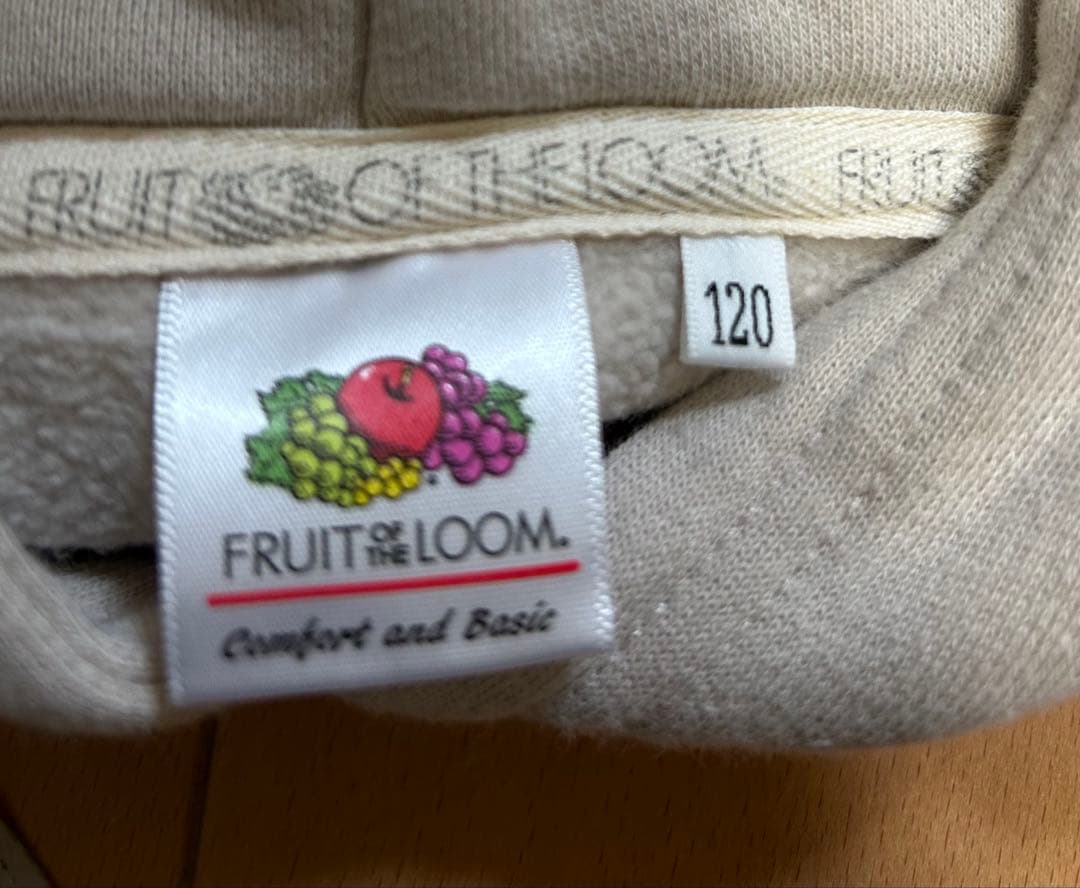 FRUIT OF THE LOOM FRUIT
120
FRUIT OF THE LOOM.
Comfort and Basic